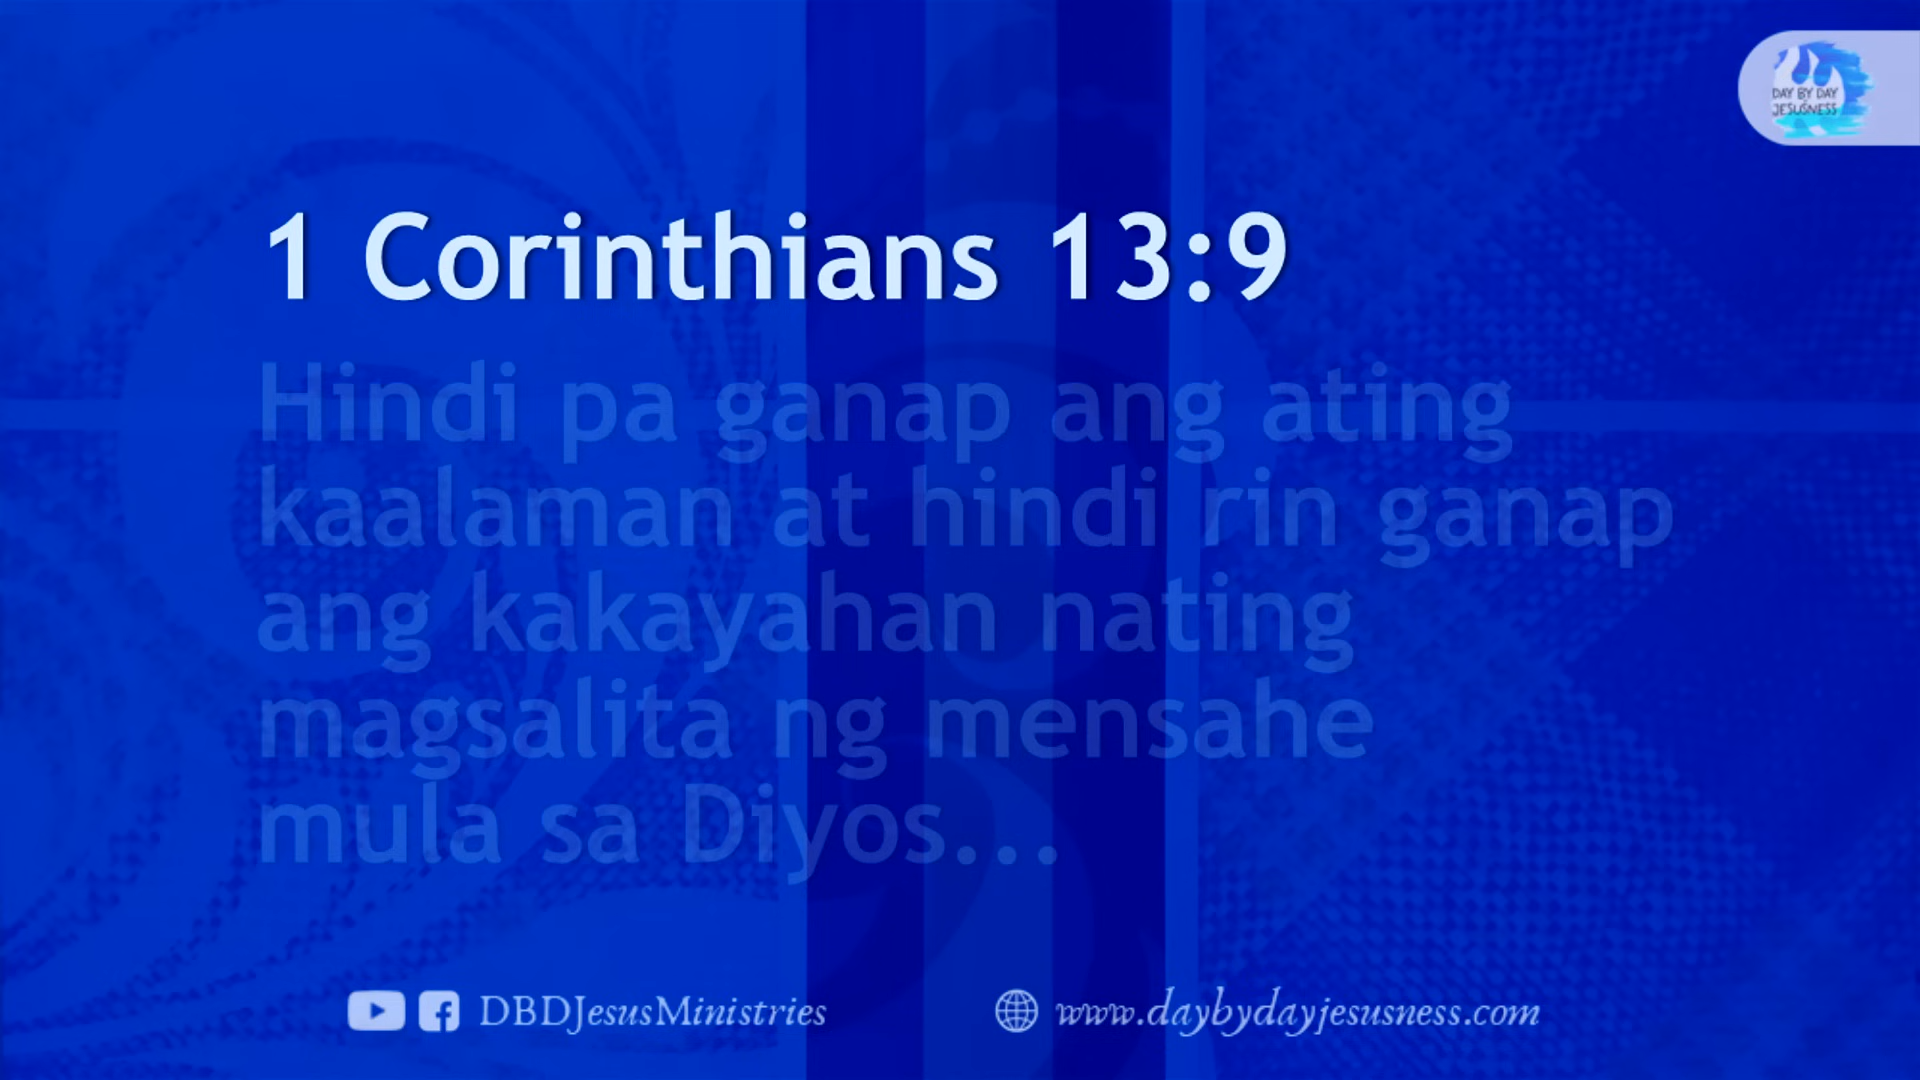 DAY BY DAY
JESUSNESS
1 Corinthians 13:9
Hindi pa ganap ang ating
kaalaman at hindi rin ganap
ang kakayahan nating
magsalita ng mensahe
mula sa Diyos...
DBDJesusMinistries
www.daybydayjesusness.com